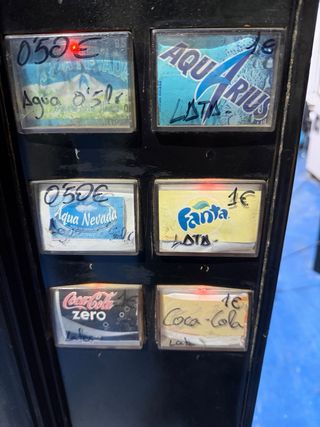 0'50€
Agua 0'50€
1€
AQUARIUS
LATA
0'50€
Aqua Nevada
1€
Fanta
LATA
Coca-Cola
zero
1€
Coca-Cola